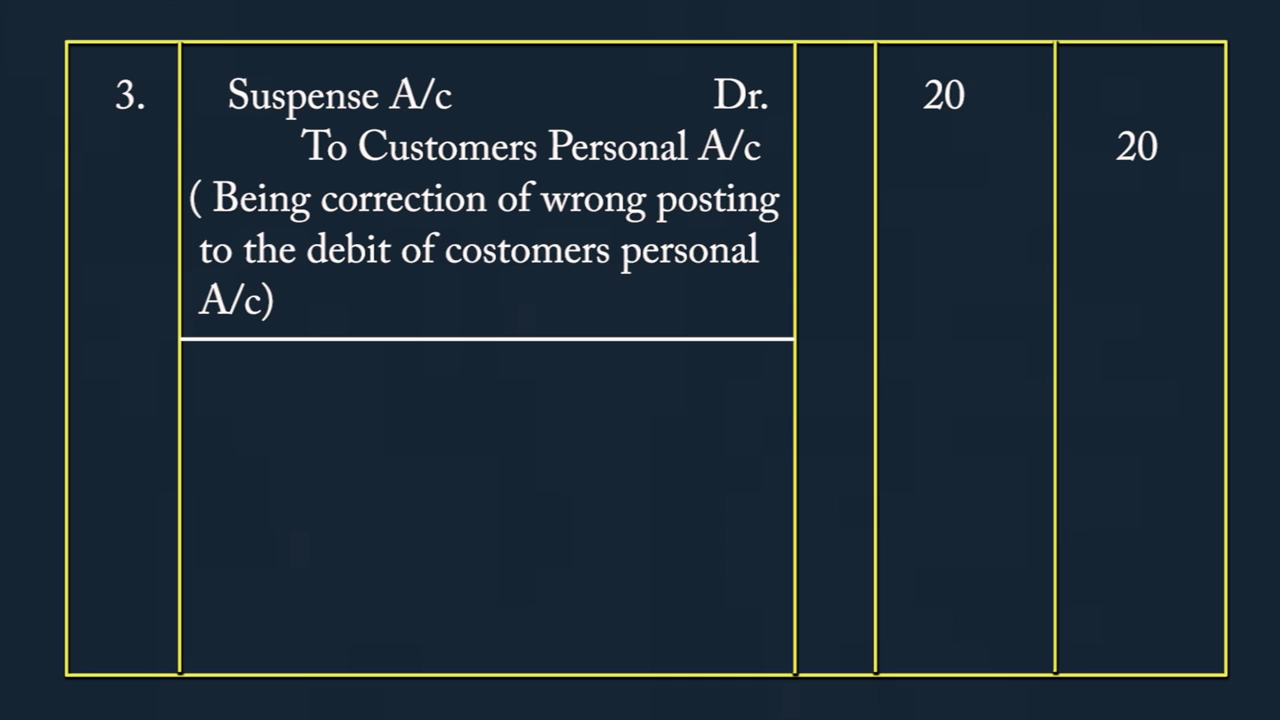 3. Suspense A/c Dr. 20
To Customers Personal A/c 20
( Being correction of wrong posting
to the debit of costomers personal
A/c)